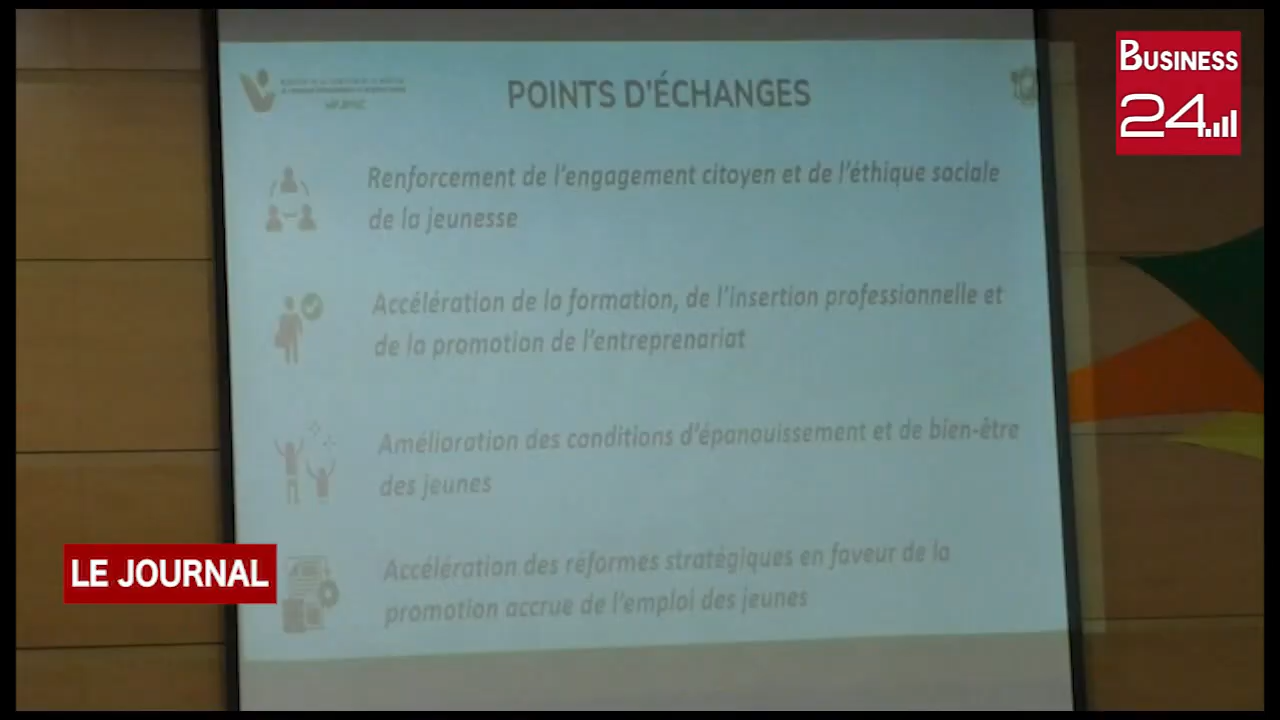 BUSINESS
24
POINTS D'ÉCHANGES
Renforcement de l'engagement citoyen et de l'éthique sociale
de la jeunesse
Accélération de la formation, de l'insertion professionnelle et
de la promotion de l'entreprenariat
Amélioration des conditions d'épanouissement et de bien-être
des jeunes
Accélération des réformes stratégiques en faveur de la
promotion accrue de l'emploi des jeunes
LE JOURNAL